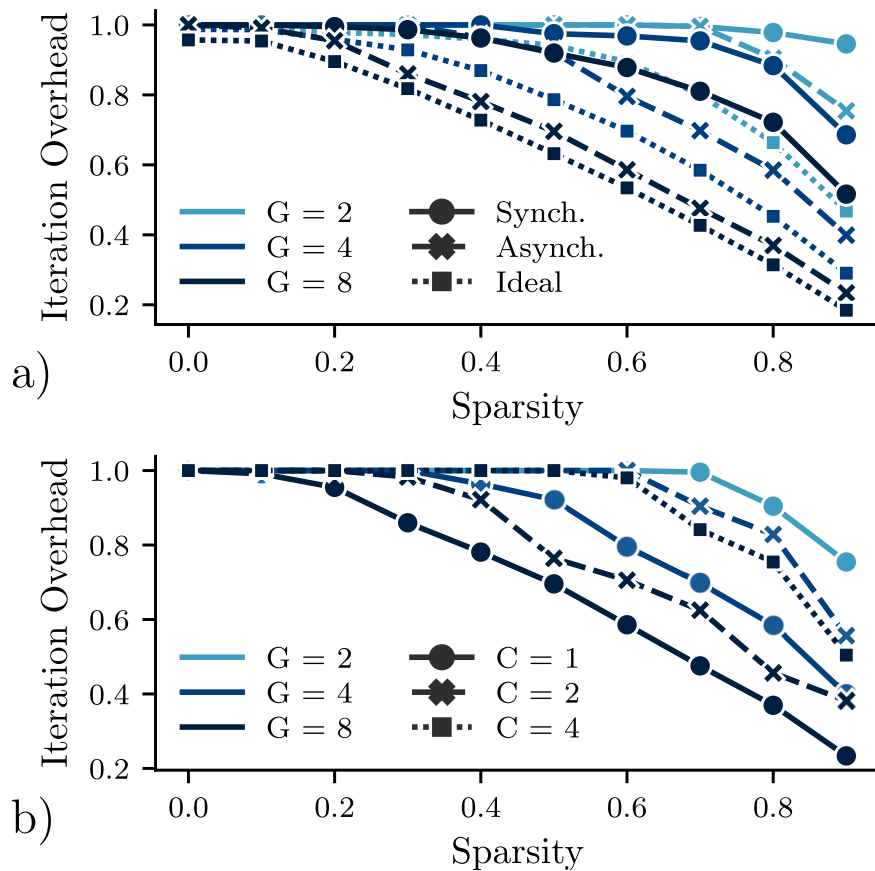 1.0
0.8
0.6
0.4
0.2
Iteration Overhead
G = 2
G = 4
G = 8
Synch.
Asynch.
Ideal
0.0 0.2 0.4 0.6 0.8
Sparsity
a)
1.0
0.8
0.6
0.4
0.2
Iteration Overhead
G = 2
G = 4
G = 8
C = 1
C = 2
C = 4
0.0 0.2 0.4 0.6 0.8
Sparsity
b)